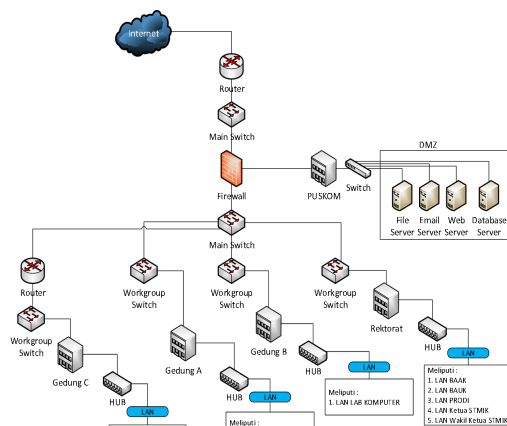 Internet
Router
Main Switch
DMZ
Firewall
PUSKOM
Switch
File Server
Email Server
Web Server
Database Server
Main Switch
Router
Workgroup Switch
Workgroup Switch
Workgroup Switch
Workgroup Switch
Gedung C
Gedung A
Gedung B
Rektorat
HUB
HUB
HUB
HUB
LAN
LAN
LAN
LAN
Meliputi :
1. LAN LAB KOMPUTER
Meliputi :
1. LAN BAAK
2. LAN BAUK
3. LAN PRODI
4. LAN Ketua STMIK
5. LAN Wakil Ketua STMIK
Meliputi :